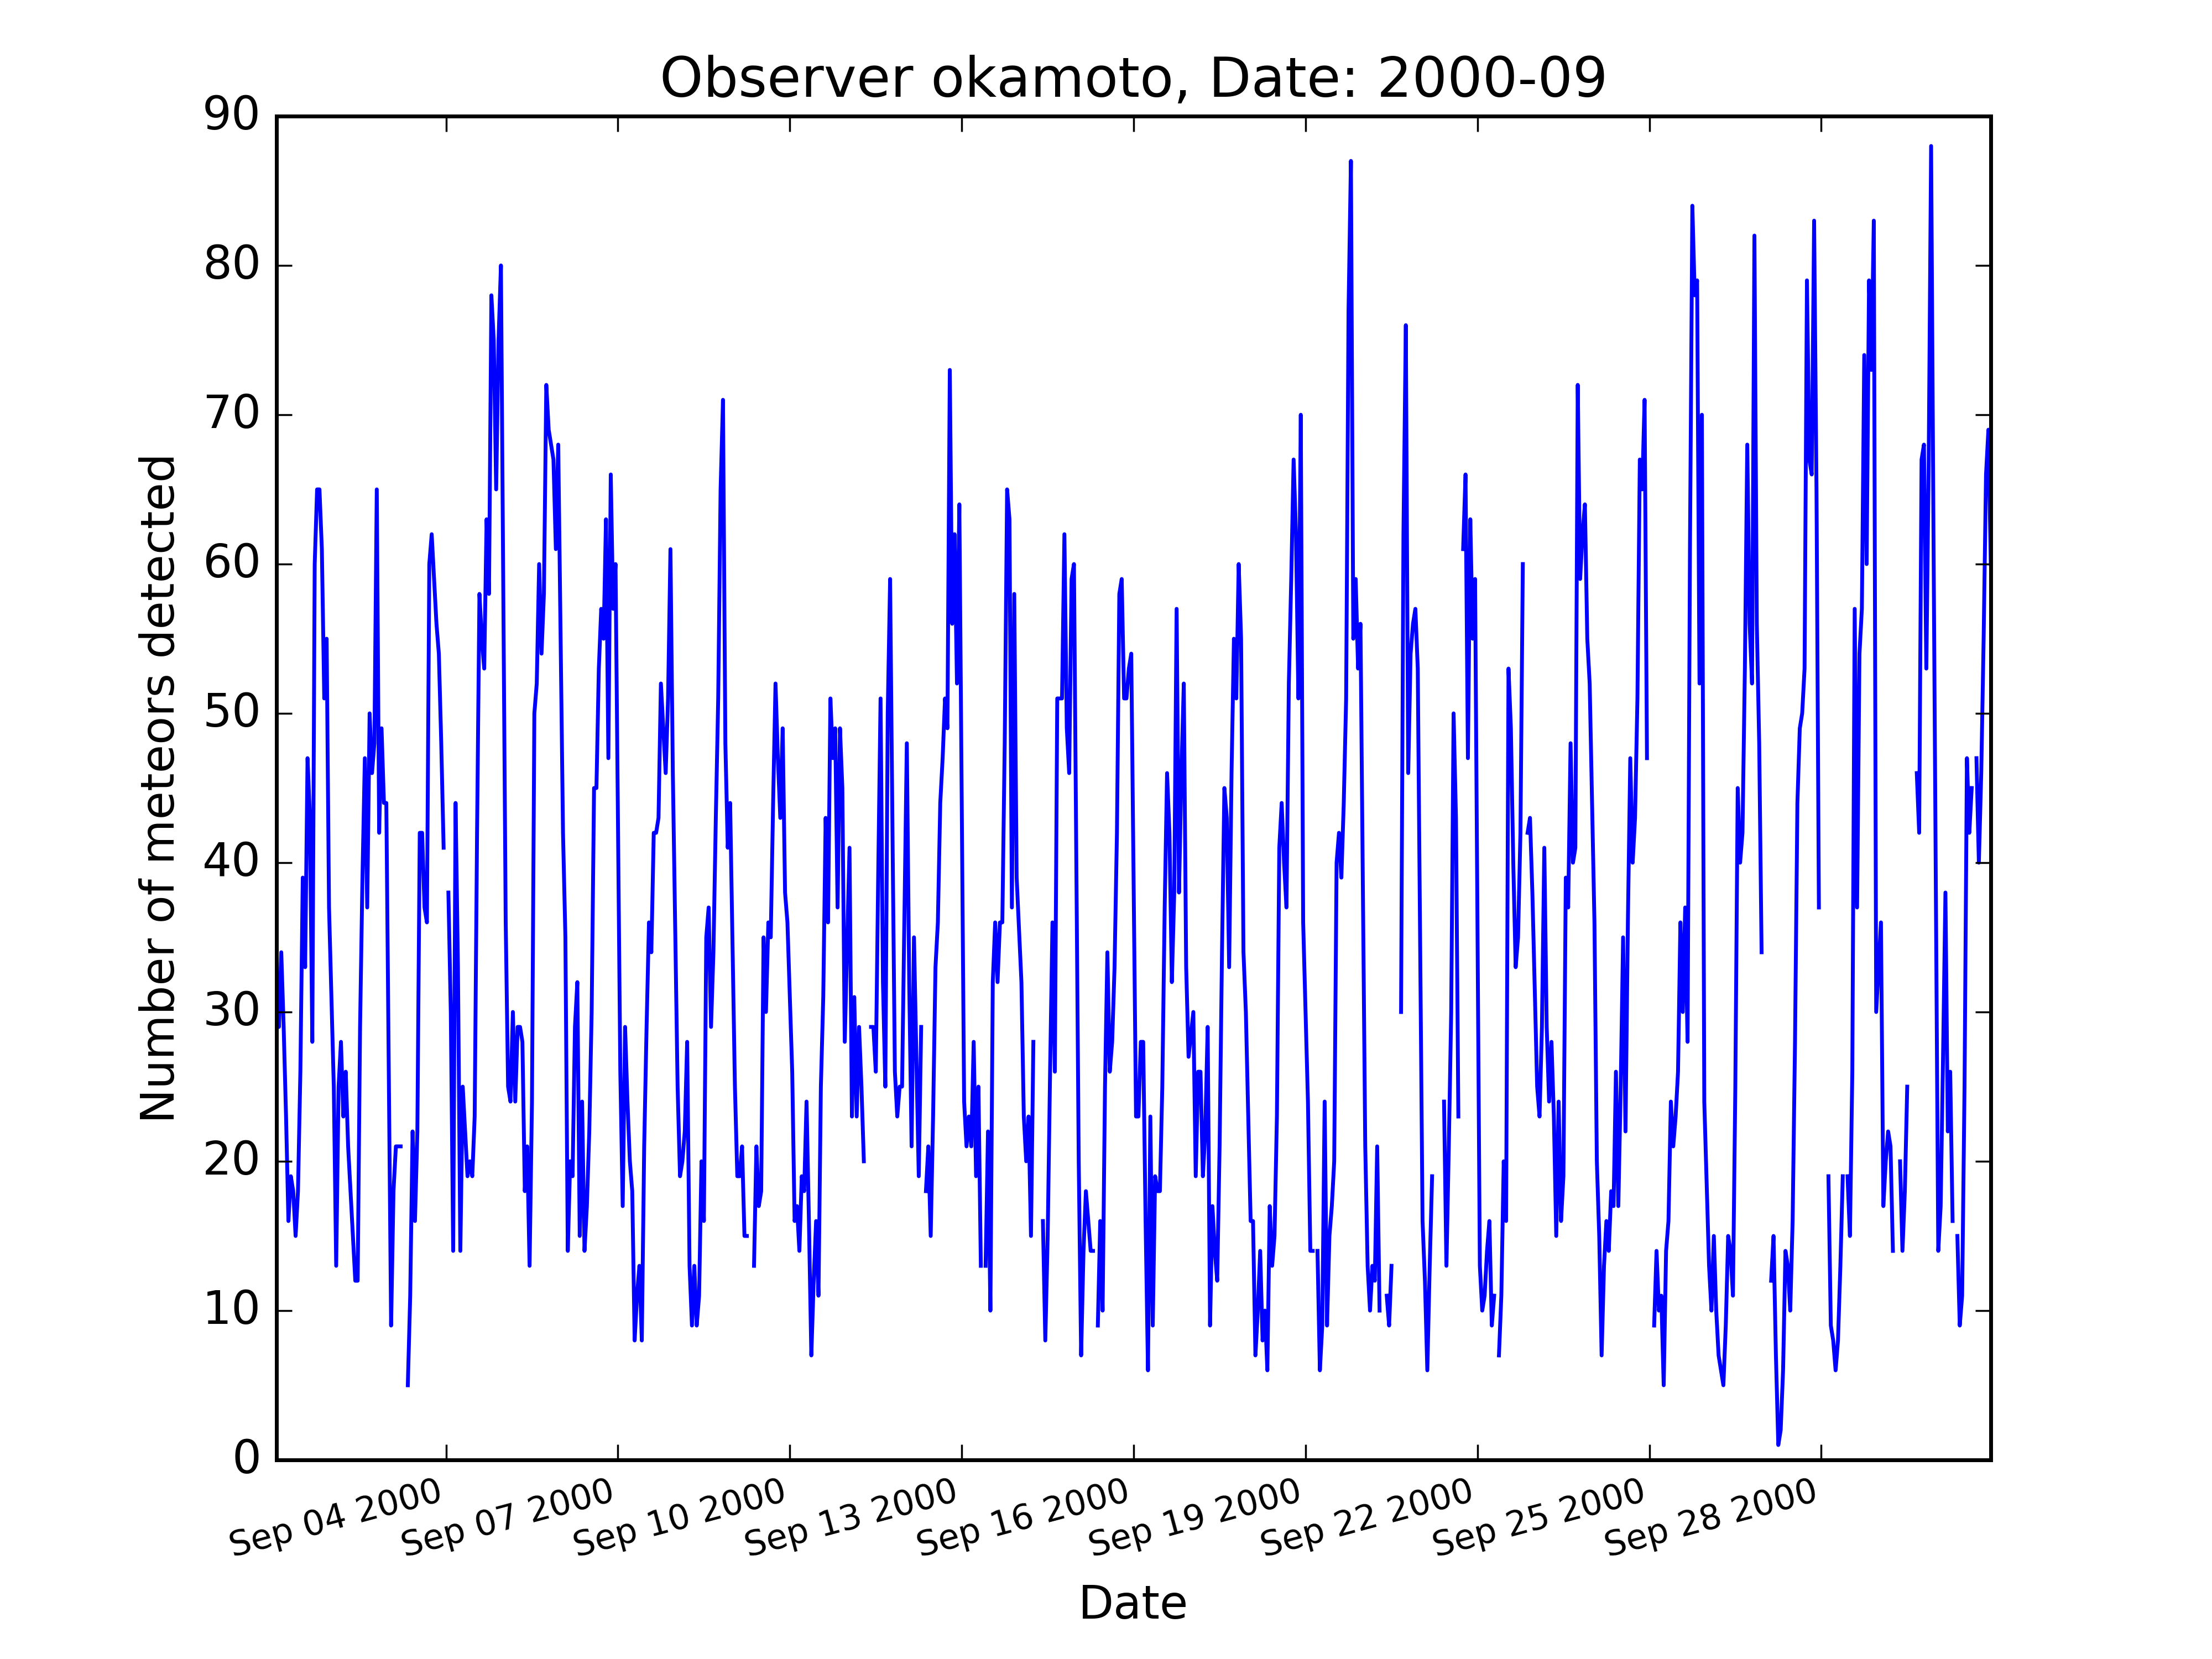 Observer okamoto, Date: 2000-09
90
80
70
60
50
40
30
20
10
0
Number of meteors detected
Sep 04 2000
Sep 07 2000
Sep 10 2000
Sep 13 2000
Sep 16 2000
Sep 19 2000
Sep 22 2000
Sep 25 2000
Sep 28 2000
Date